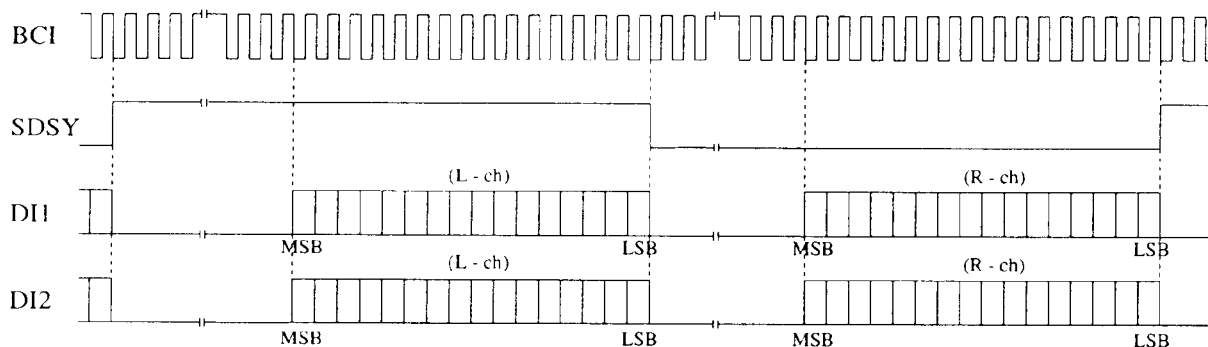 BCI
SDSY
(L - ch) (R - ch)
DI1
MSB LSB MSB LSB
(L - ch) (R - ch)
DI2
MSB LSB MSB LSB